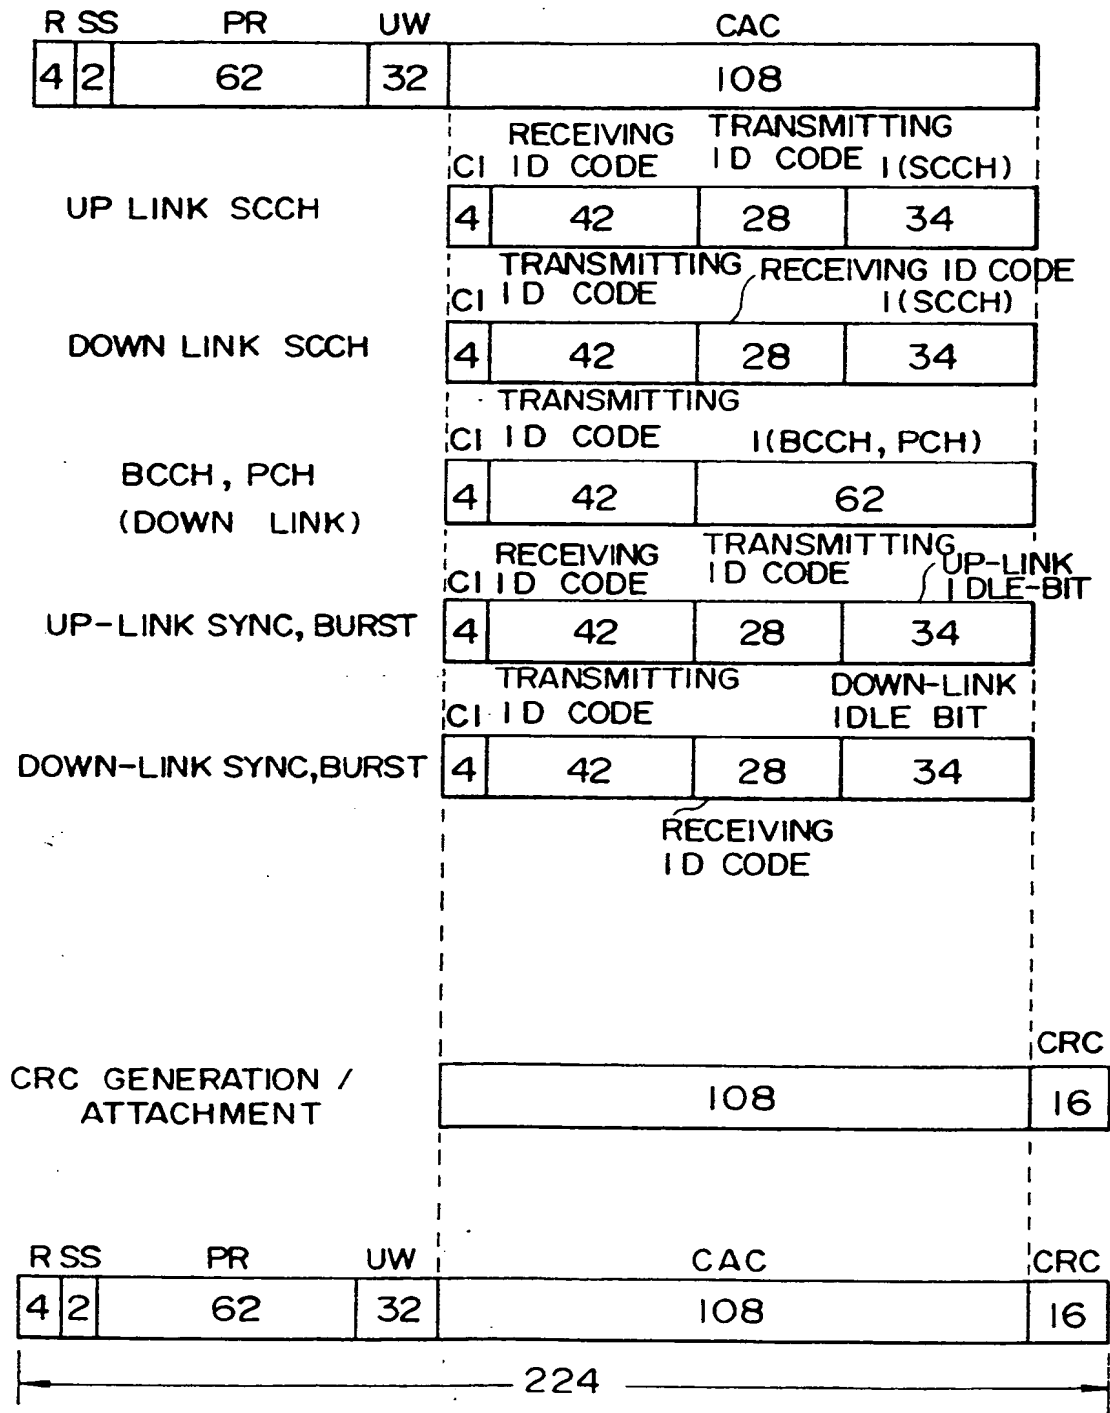 R SS PR UW CAC
4 2 62 32 108
RECEIVING TRANSMITTING
CI ID CODE ID CODE I(SCCH)
UP LINK SCCH 4 42 28 34
TRANSMITTING RECEIVING ID CODE
CI ID CODE I(SCCH)
DOWN LINK SCCH 4 42 28 34
TRANSMITTING
CI ID CODE I(BCCH, PCH)
BCCH, PCH
(DOWN LINK) 4 42 62
RECEIVING TRANSMITTING UP-LINK
CI ID CODE ID CODE IDLE-BIT
UP-LINK SYNC, BURST 4 42 28 34
TRANSMITTING DOWN-LINK
CI ID CODE IDLE BIT
DOWN-LINK SYNC, BURST 4 42 28 34
RECEIVING
ID CODE
CRC
CRC GENERATION /
ATTACHMENT 108 16
R SS PR UW CAC CRC
4 2 62 32 108 16
224